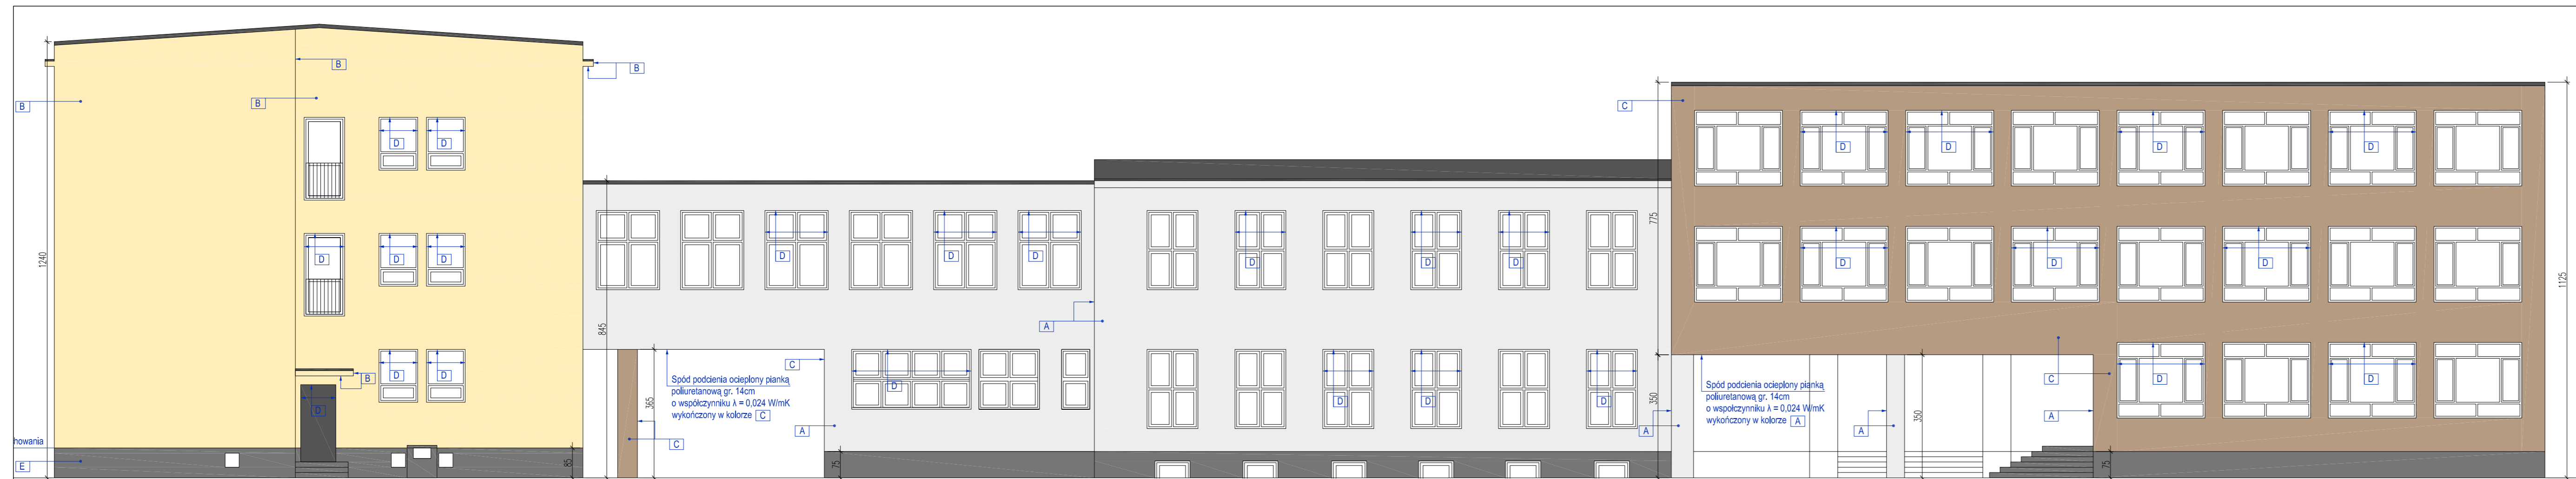 B
B
B
B
C
D
D
D
D
D
D
775
D
D
D
D
D
D
D
D
D
D
D
D
D
D
1240
1125
845
A
Spód podcienia ocieplony pianką
poliuretanową gr. 14cm
o współczynniku λ = 0,024 W/mK
wykończony w kolorze C
C
365
C
B
D
D
D
D
A
D
D
D
350
A
Spód podcienia ocieplony pianką
poliuretanową gr. 14cm
o współczynniku λ = 0,024 W/mK
wykończony w kolorze A
A
350
C
A
D
D
howania
E
85
75
75